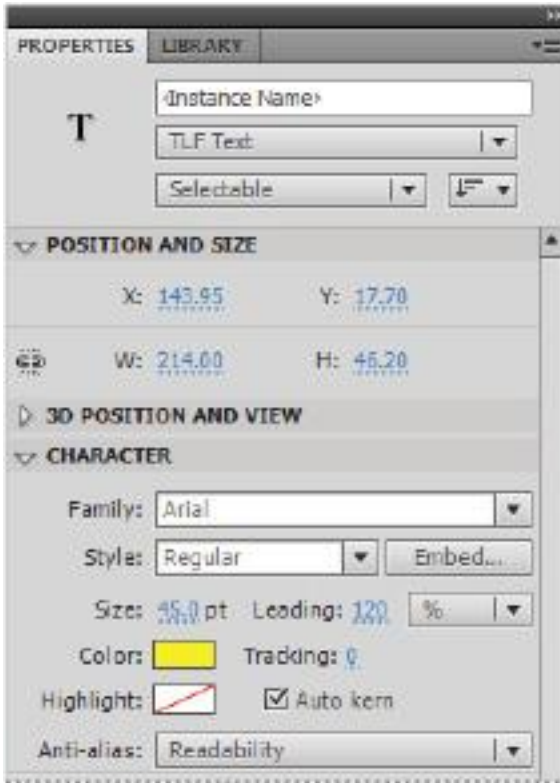 PROPERTIES LIBRARY
T <Instance Name>
TLF Text
Selectable
POSITION AND SIZE
X: 143.95 Y: 17.70
W: 214.00 H: 46.20
3D POSITION AND VIEW
CHARACTER
Family: Arial
Style: Regular Embed...
Size: 45.0 pt Leading: 120 %
Color: Tracking: 0
Highlight: Auto kern
Anti-alias: Readability